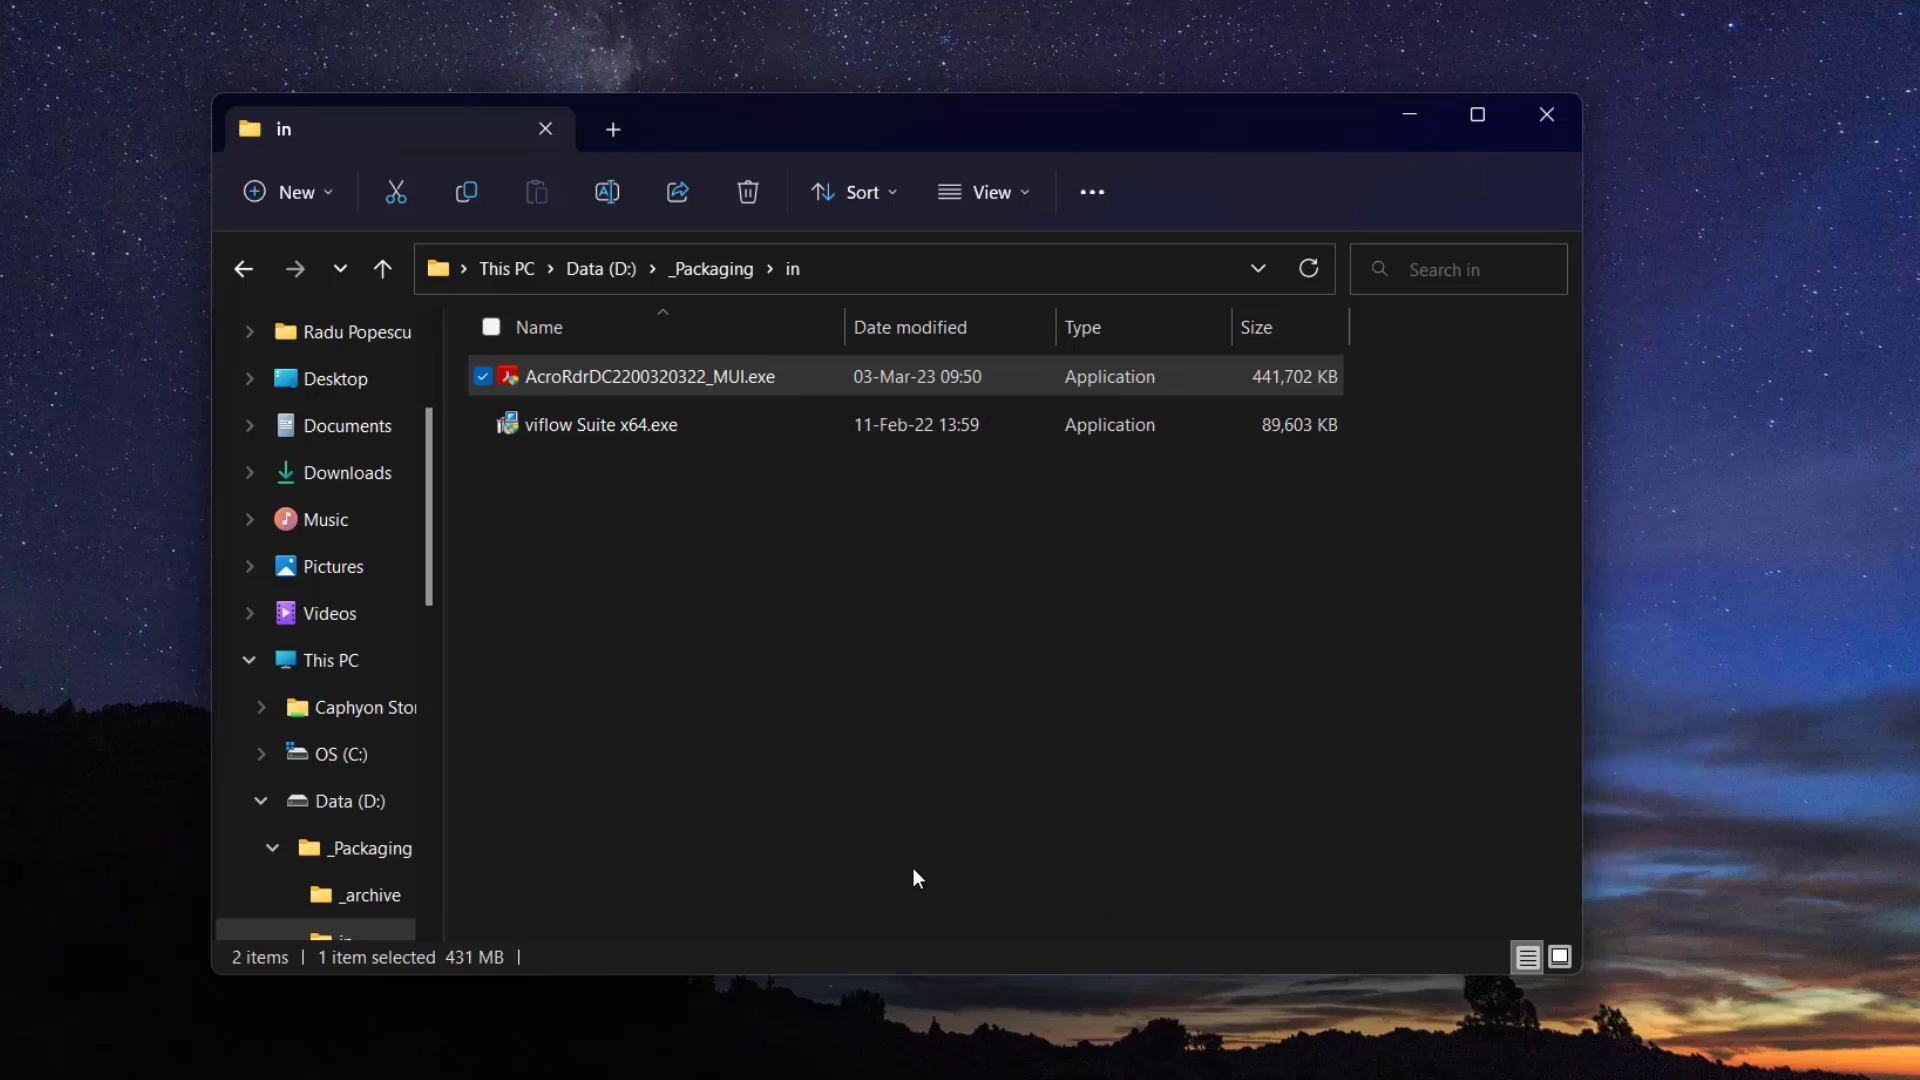 in
New
Sort
View
This PC > Data (D:) > _Packaging > in
Search in
Name Date modified Type Size
AcroRdrDC2200320322_MUI.exe 03-Mar-23 09:50 Application 441,702 KB
viflow Suite x64.exe 11-Feb-22 13:59 Application 89,603 KB
Radu Popescu
Desktop
Documents
Downloads
Music
Pictures
Videos
This PC
Caphyon Stor
OS (C:)
Data (D:)
_Packaging
_archive
2 items | 1 item selected 431 MB |